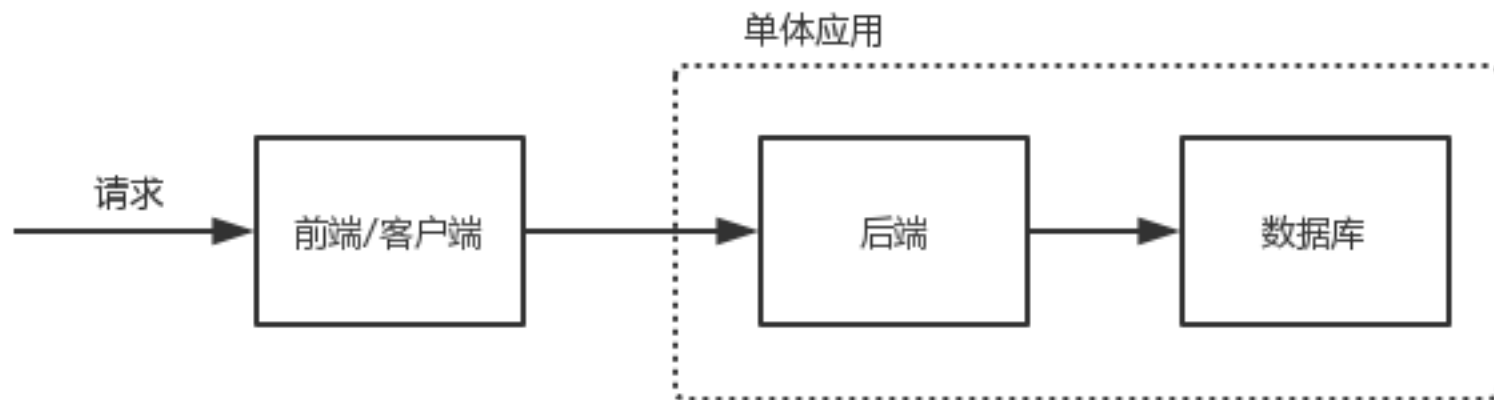 单体应用
请求
前端/客户端
后端
数据库